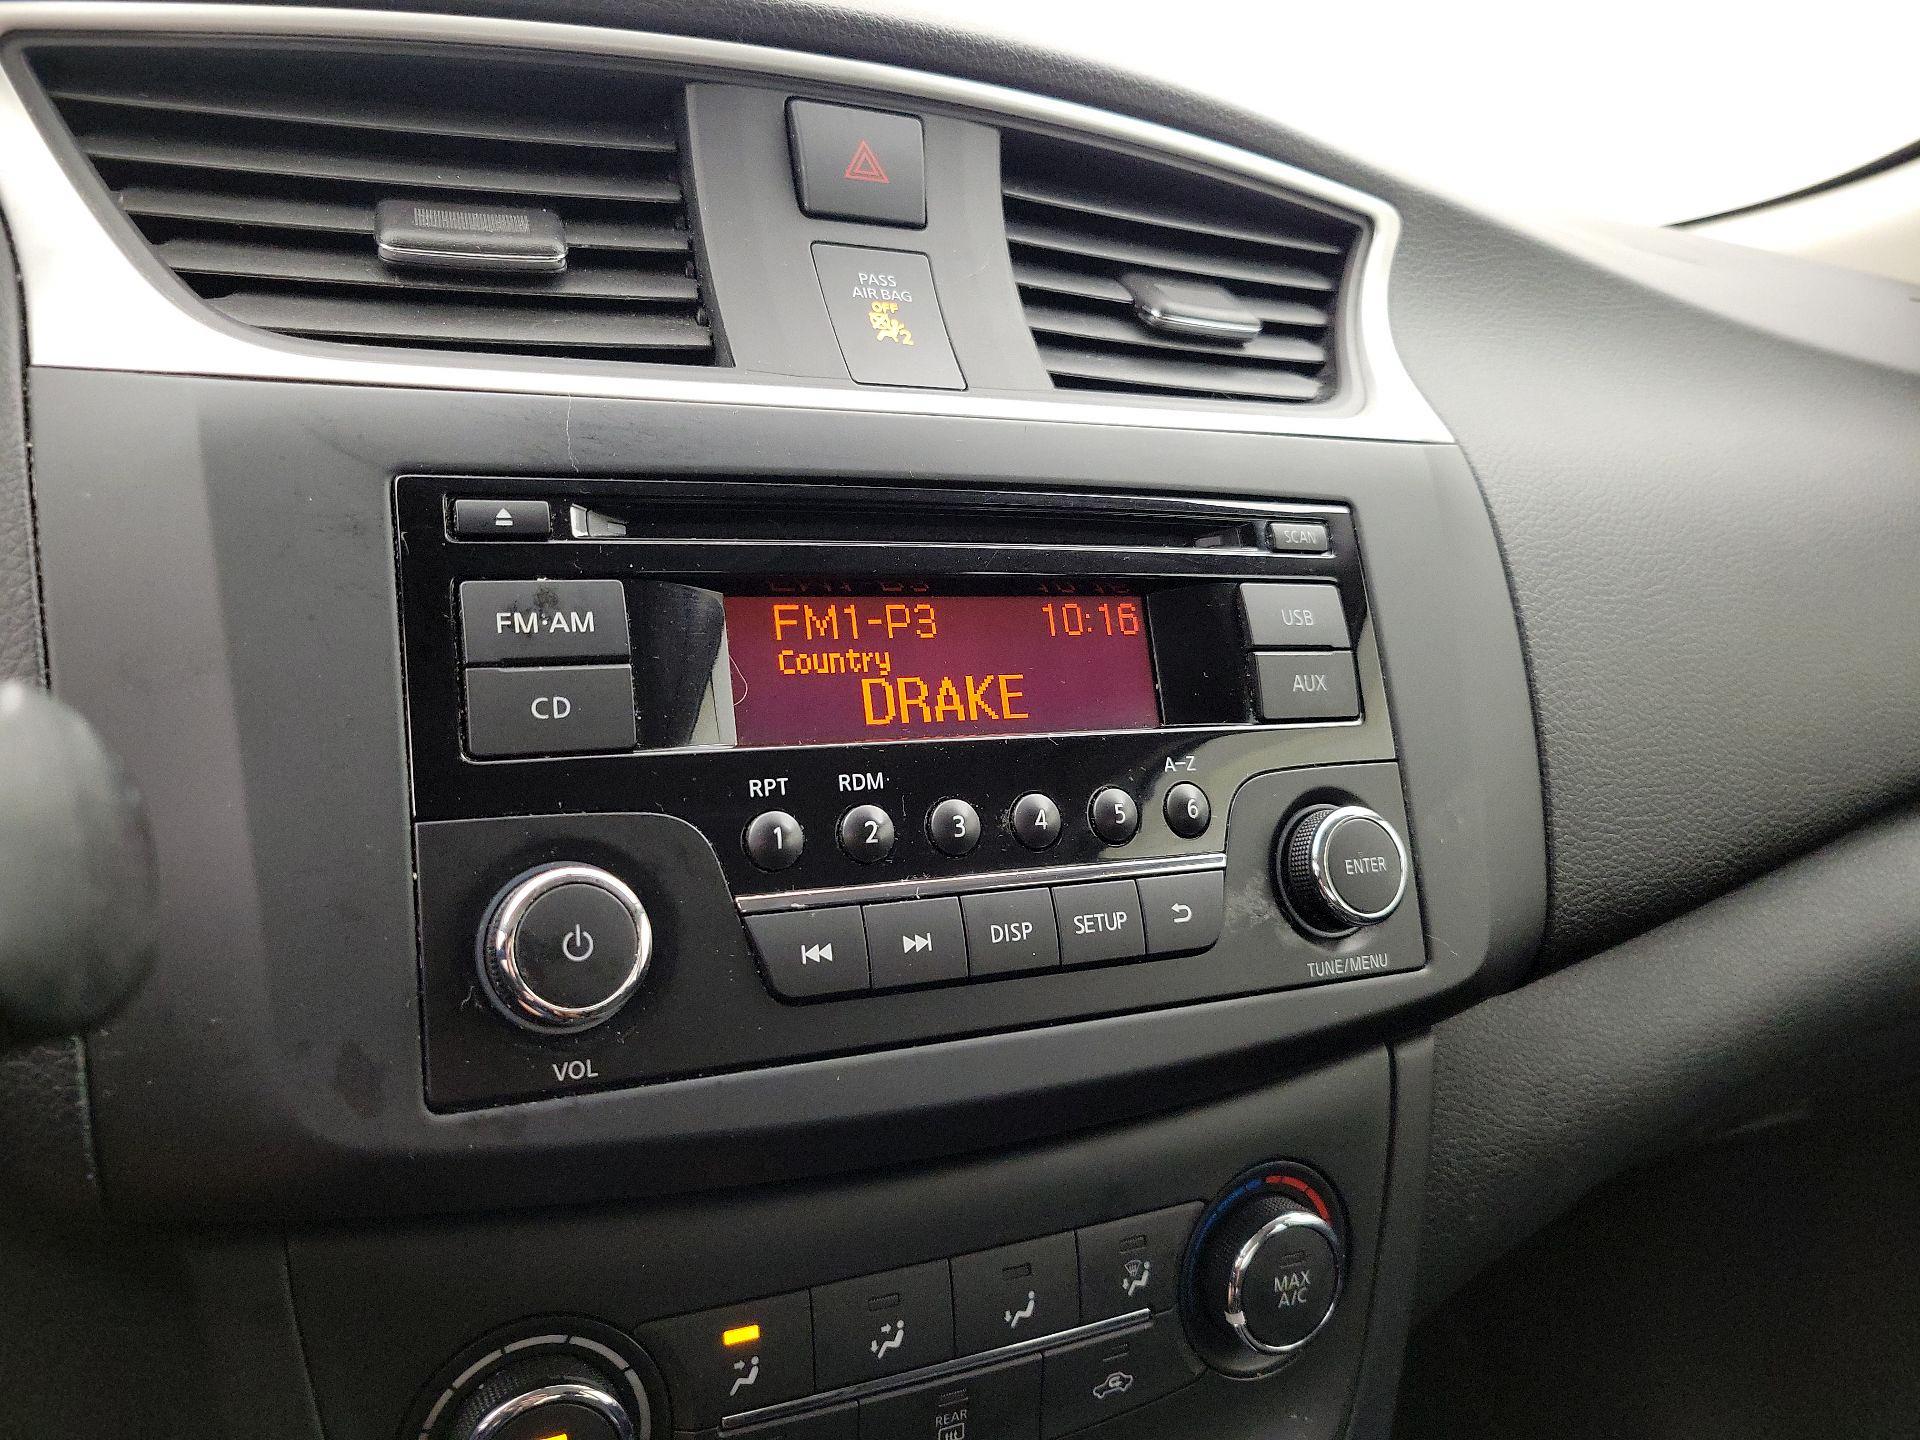 PASS
AIR BAG
OFF
2
SCAN
FM·AM
CD
FM1-P3 10:16
Country
DRAKE
USB
AUX
RPT RDM A-Z
1 2 3 4 5 6
DISP SETUP
ENTER
TUNE/MENU
VOL
MAX
A/C
REAR